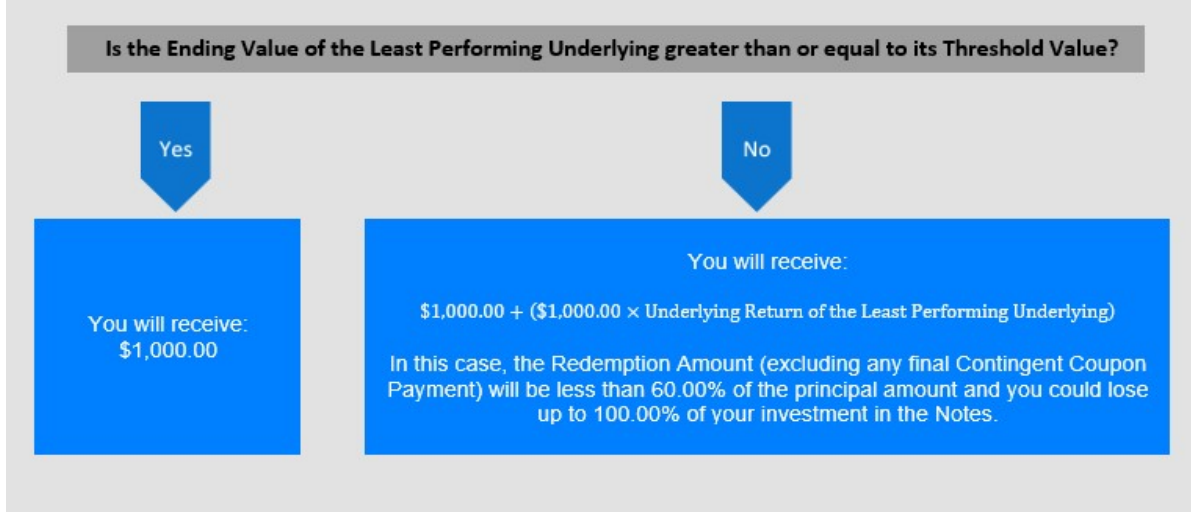 Is the Ending Value of the Least Performing Underlying greater than or equal to its Threshold Value?
Yes
No
You will receive:
$1,000.00
You will receive:
$1,000.00 + ($1,000.00 × Underlying Return of the Least Performing Underlying)
In this case, the Redemption Amount (excluding any final Contingent Coupon
Payment) will be less than 60.00% of the principal amount and you could lose
up to 100.00% of your investment in the Notes.